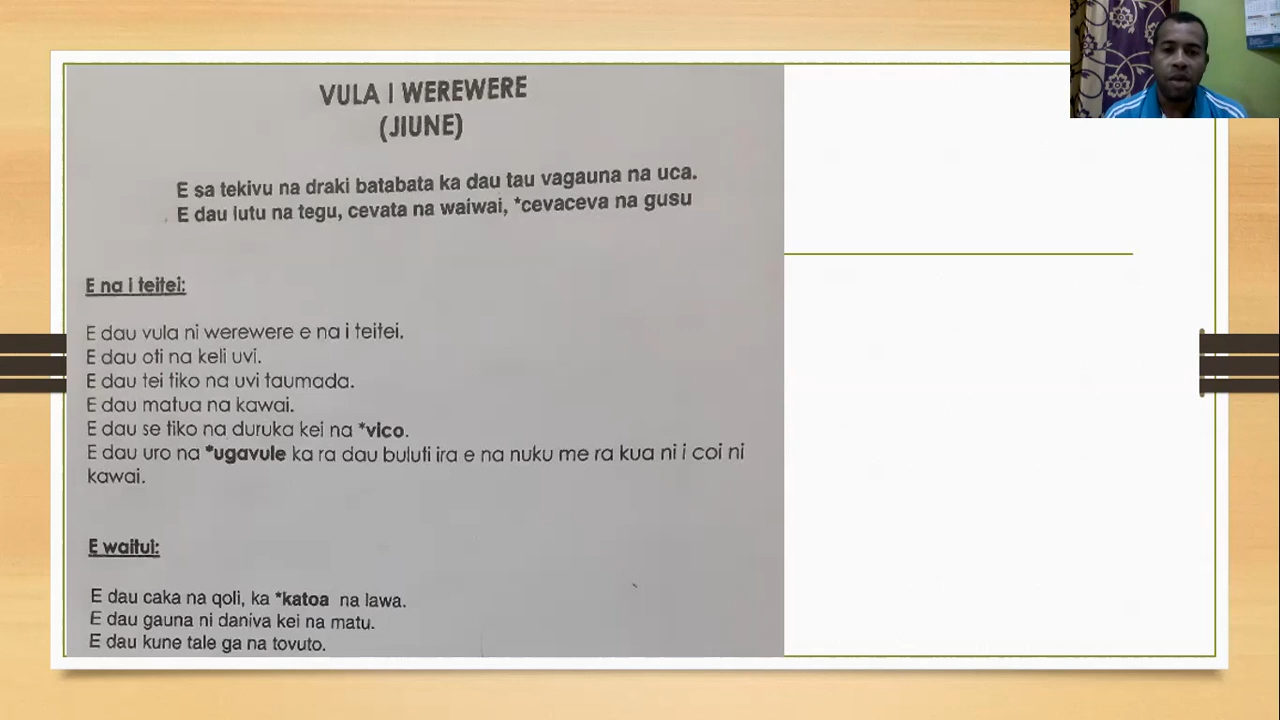 VULA I WEREWERE
(JIUNE)
E sa tekivu na draki batabata ka dau tau vagauna na uca.
E dau lutu na tegu, cevata na waiwai, *cevaceva na gusu
E na i teitei:
E dau vula ni werewere e na i teitei.
E dau oti na keli uvi.
E dau tei tiko na uvi taumada.
E dau matua na kawai.
E dau se tiko na duruka kei na *vico.
E dau uro na *ugavule ka ra dau buluti ira e na nuku me ra kua ni i coi ni
kawai.
E waitui:
E dau caka na qoli, ka *katoa na lawa.
E dau gauna ni daniva kei na matu.
E dau kune tale ga na tovuto.